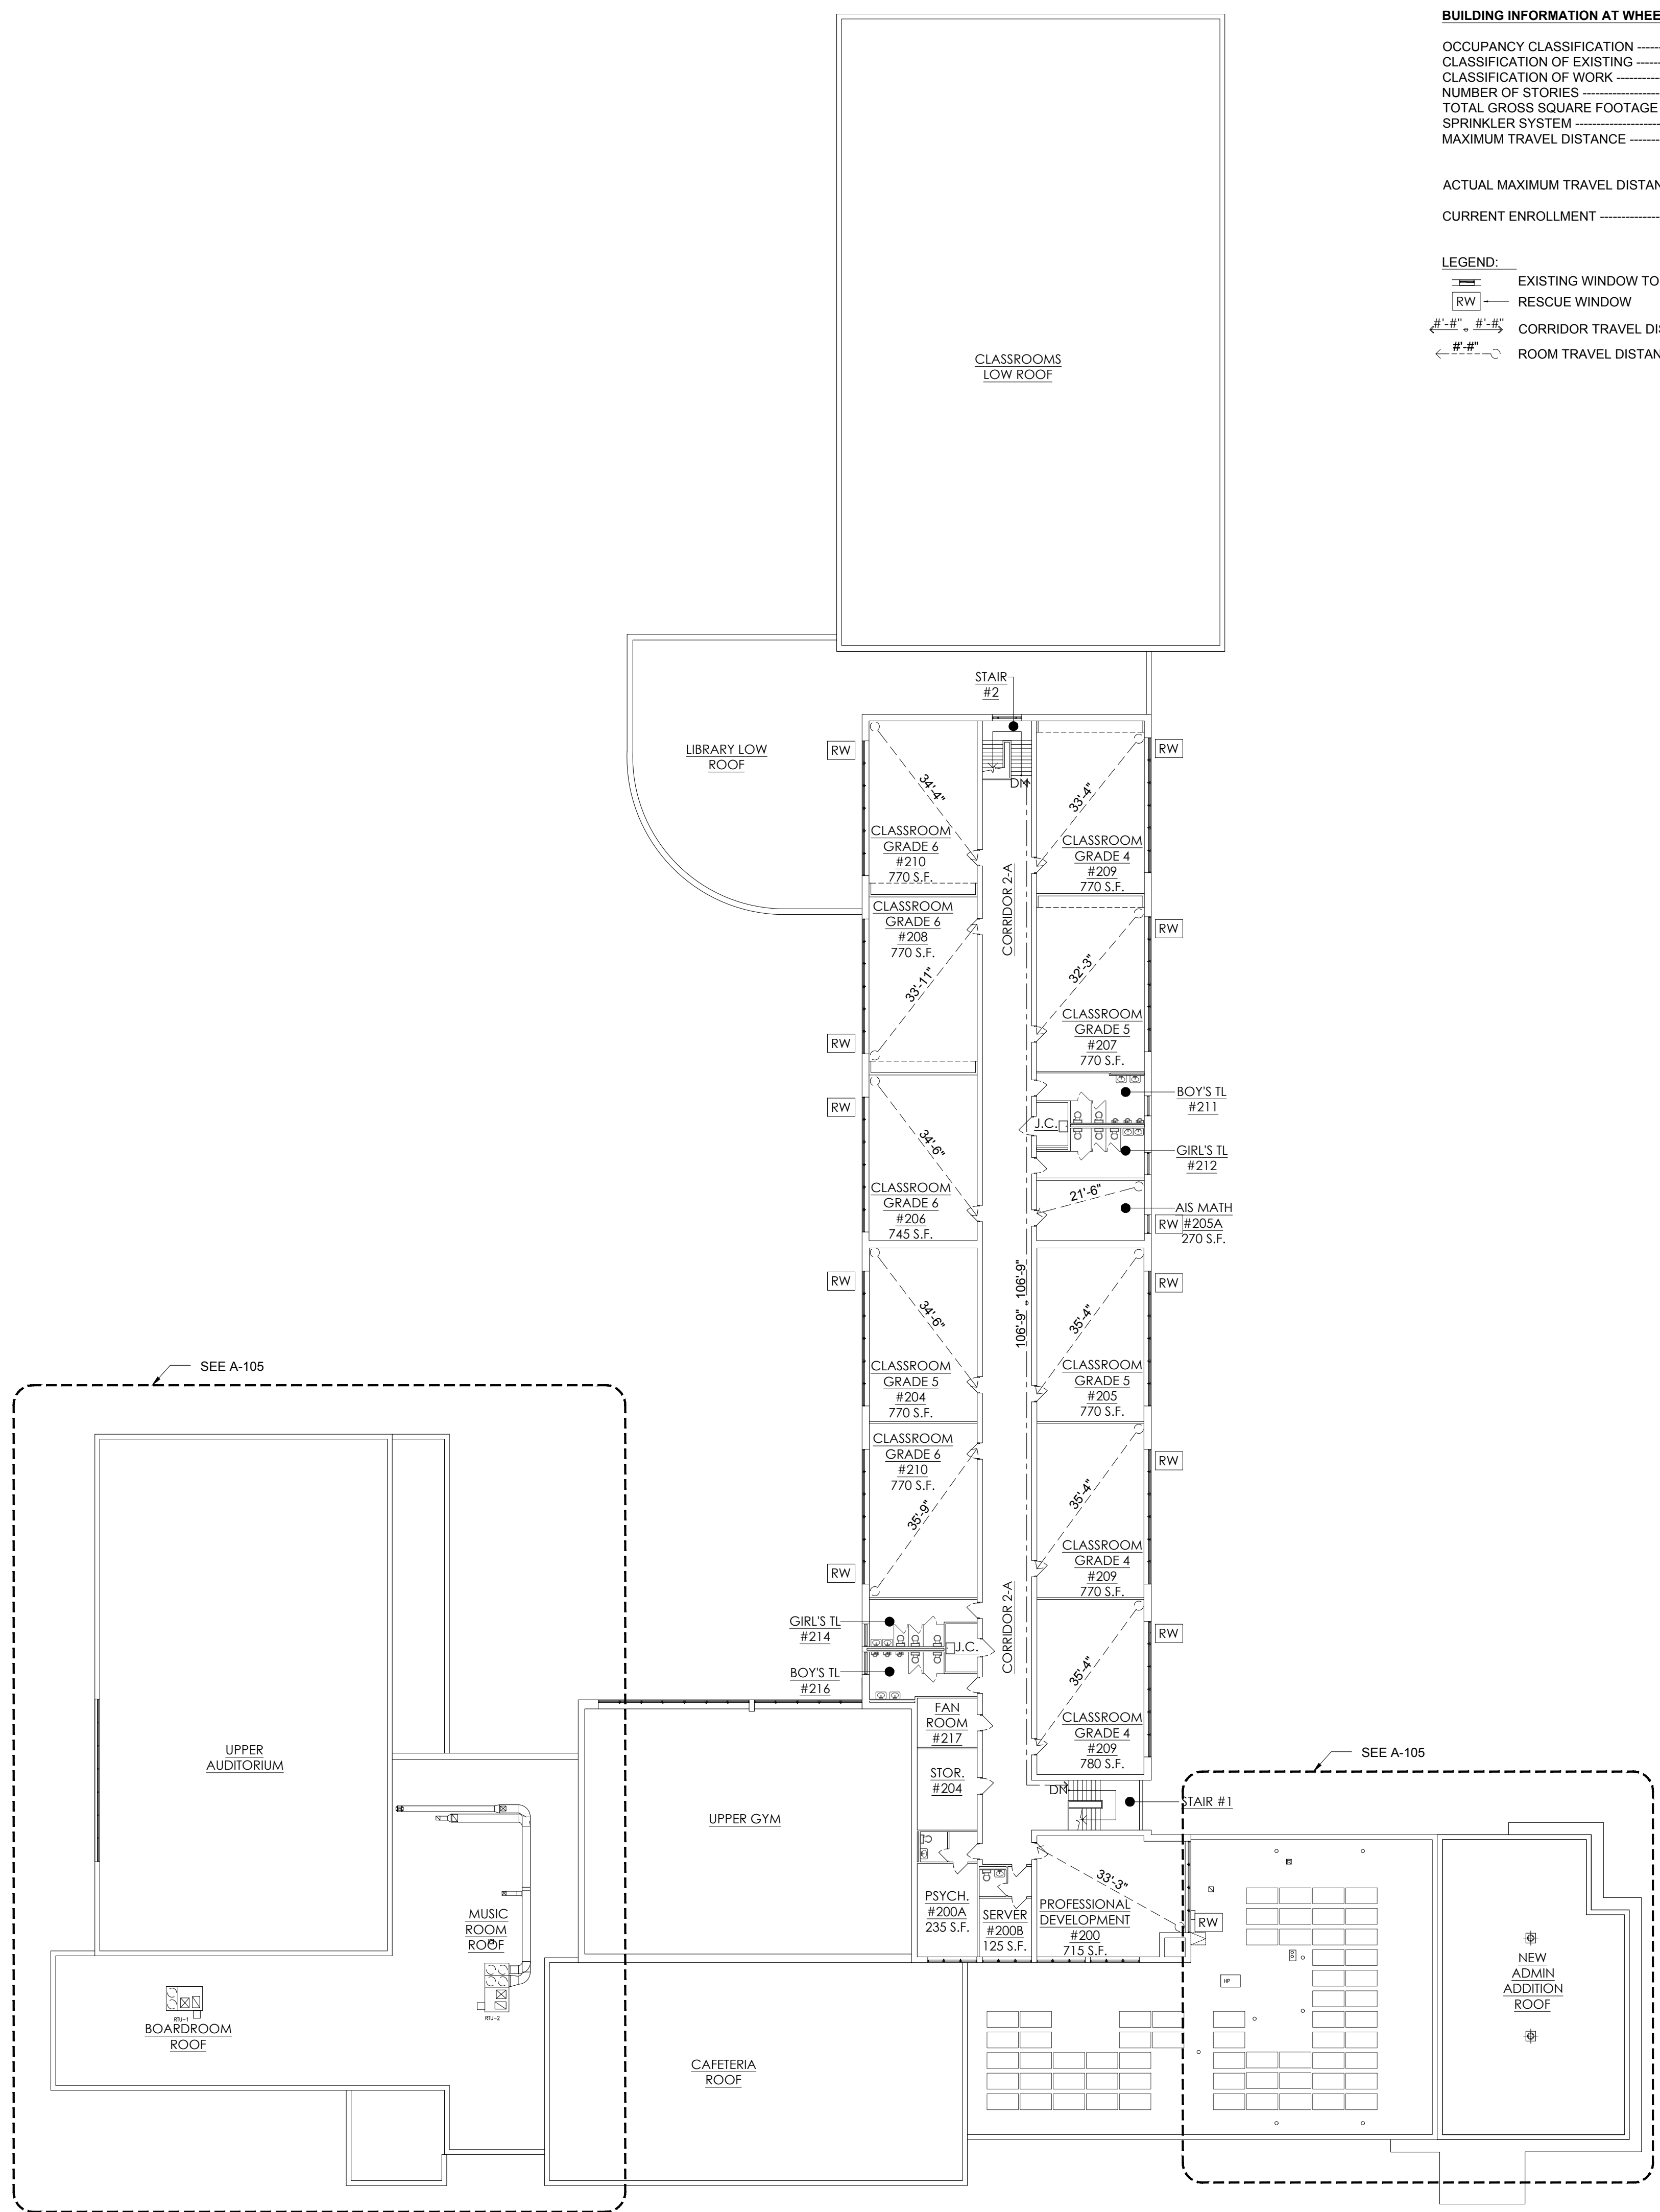 BUILDING INFORMATION AT WHEE
OCCUPANCY CLASSIFICATION -----
CLASSIFICATION OF EXISTING -----
CLASSIFICATION OF WORK ----------
NUMBER OF STORIES ------------------
TOTAL GROSS SQUARE FOOTAGE
SPRINKLER SYSTEM --------------------
MAXIMUM TRAVEL DISTANCE -------
ACTUAL MAXIMUM TRAVEL DISTAN
CURRENT ENROLLMENT --------------
LEGEND:
EXISTING WINDOW TO
RW RESCUE WINDOW
#'-#" #'-#" CORRIDOR TRAVEL DIS
#'-#" ROOM TRAVEL DISTAN
CLASSROOMS
LOW ROOF
STAIR
#2
LIBRARY LOW
ROOF
RW
RW
DN
34'-4"
33'-4"
CLASSROOM
GRADE 6
#210
770 S.F.
CLASSROOM
GRADE 4
#209
770 S.F.
CORRIDOR 2-A
CLASSROOM
GRADE 6
#208
770 S.F.
RW
33'-11"
32'-3"
CLASSROOM
GRADE 5
#207
770 S.F.
RW
RW
BOY'S TL
#211
J.C.
GIRL'S TL
#212
34'-6"
CLASSROOM
GRADE 6
#206
745 S.F.
21'-6"
AIS MATH
RW
#205A
270 S.F.
106'-9" 106'-9"
RW
RW
34'-6"
35'-4"
CLASSROOM
GRADE 5
#204
770 S.F.
CLASSROOM
GRADE 5
#205
770 S.F.
SEE A-105
CLASSROOM
GRADE 6
#210
770 S.F.
RW
35'-9"
35'-4"
CLASSROOM
GRADE 4
#209
770 S.F.
RW
CORRIDOR 2-A
GIRL'S TL
#214
J.C.
BOY'S TL
#216
RW
35'-4"
FAN
ROOM
#217
CLASSROOM
GRADE 4
#209
780 S.F.
STOR.
#204
UPPER
AUDITORIUM
SEE A-105
DN
STAIR #1
UPPER GYM
33'-3"
PSYCH.
#200A
235 S.F.
SERVER
#200B
125 S.F.
PROFESSIONAL
DEVELOPMENT
#200
715 S.F.
RW
MUSIC
ROOM
ROOF
HP
NEW
ADMIN
ADDITION
ROOF
RTU-1
RTU-2
BOARDROOM
ROOF
CAFETERIA
ROOF